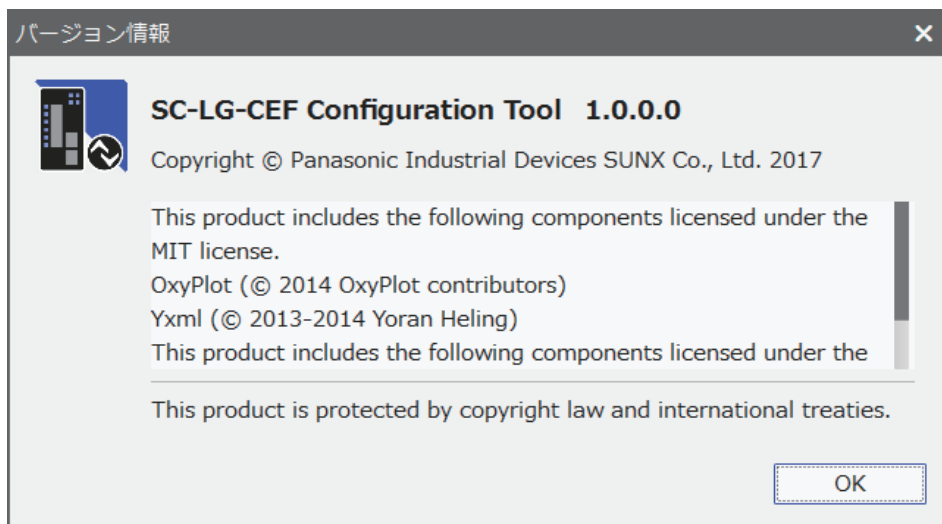 バージョン情報
SC-LG-CEF Configuration Tool 1.0.0.0
Copyright © Panasonic Industrial Devices SUNX Co., Ltd. 2017
This product includes the following components licensed under the
MIT license.
OxyPlot (© 2014 OxyPlot contributors)
Yxml (© 2013-2014 Yoran Heling)
This product includes the following components licensed under the
This product is protected by copyright law and international treaties.
OK